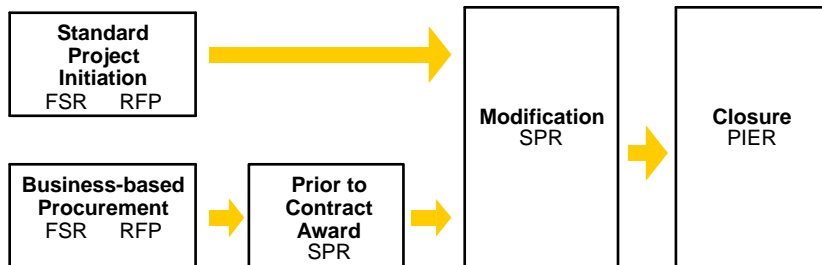 Standard
Project
Initiation
FSR RFP
Business-based
Procurement
FSR RFP
Prior to
Contract
Award
SPR
Modification
SPR
Closure
PIER